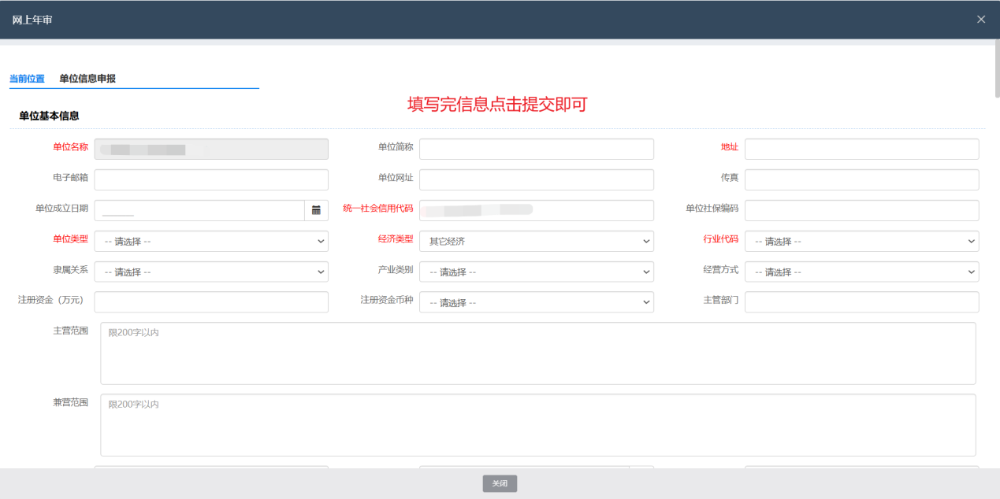 网上年审
当前位置 单位信息申报
填写完信息点击提交即可
单位基本信息
单位名称 单位简称 地址
电子邮箱 单位网址 传真
单位成立日期 统一社会信用代码 单位社保编码
单位类型 -- 请选择 -- 经济类型 其它经济 行业代码 -- 请选择 --
隶属关系 -- 请选择 -- 产业类别 -- 请选择 -- 经营方式 -- 请选择 --
注册资金（万元） 注册资金币种 -- 请选择 -- 主管部门
主营范围 限200字以内
兼营范围 限200字以内
关闭